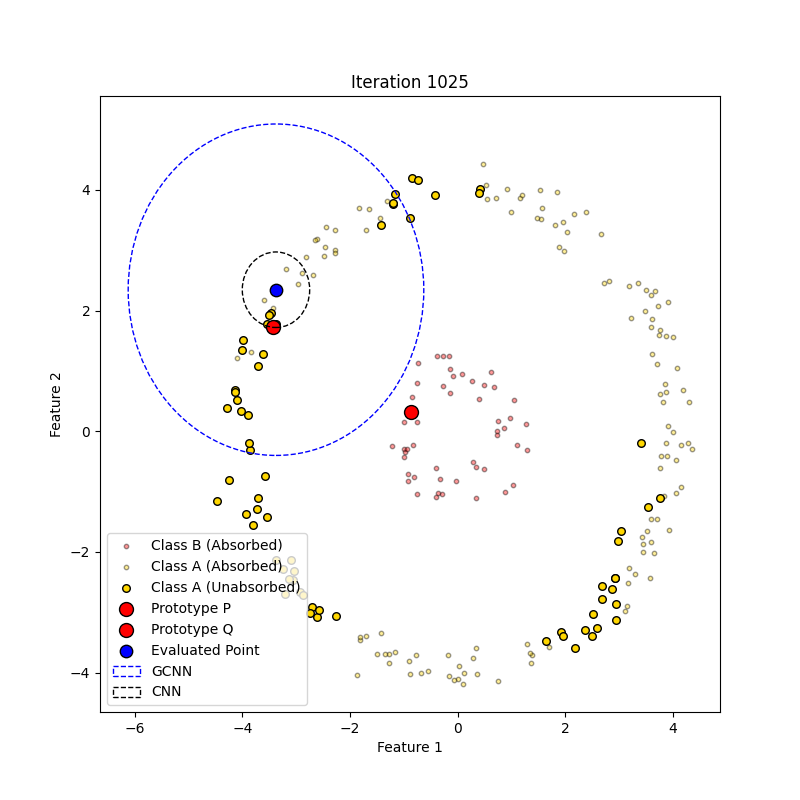 Iteration 1025
4
2
0
−2
−4
Feature 2
Class B (Absorbed)
Class A (Absorbed)
Class A (Unabsorbed)
Prototype P
Prototype Q
Evaluated Point
GCNN
CNN
−6 −4 −2 0 2 4
Feature 1